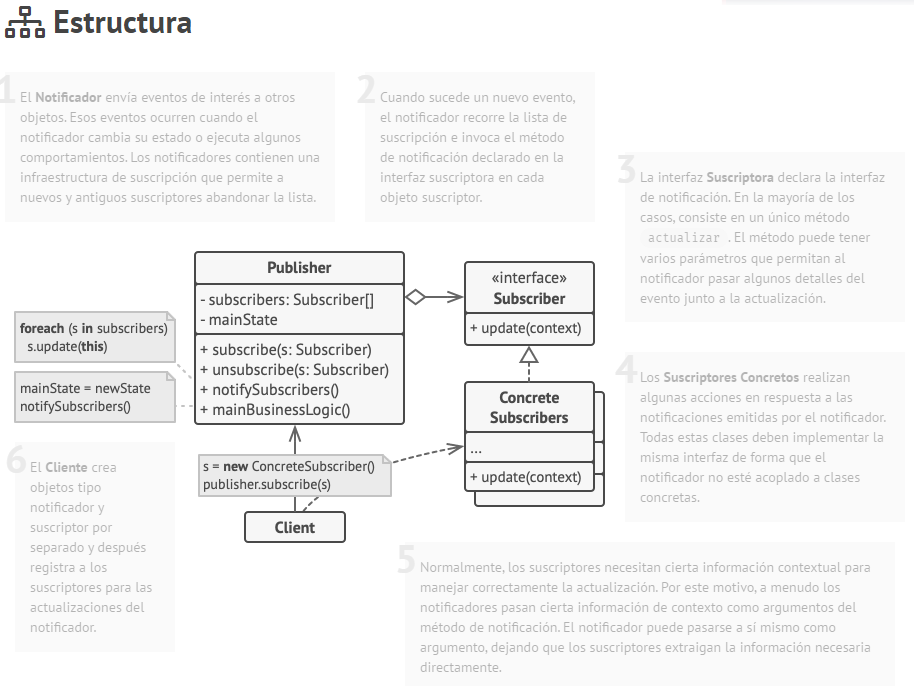 Estructura
1
El Notificador envía eventos de interés a otros
objetos. Esos eventos ocurren cuando el
notificador cambia su estado o ejecuta algunos
comportamientos. Los notificadores contienen una
infraestructura de suscripción que permite a
nuevos y antiguos suscriptores abandonar la lista.
2
Cuando sucede un nuevo evento,
el notificador recorre la lista de
suscripción e invoca el método
de notificación declarado en la
interfaz suscriptora en cada
objeto suscriptor.
3
La interfaz Suscriptora declara la interfaz
de notificación. En la mayoría de los
casos, consiste en un único método
actualizar . El método puede tener
varios parámetros que permitan al
notificador pasar algunos detalles del
evento junto a la actualización.
Publisher
- subscribers: Subscriber[]
- mainState
+ subscribe(s: Subscriber)
+ unsubscribe(s: Subscriber)
+ notifySubscribers()
+ mainBusinessLogic()
«interface»
Subscriber
+ update(context)
foreach (s in subscribers)
s.update(this)
mainState = newState
notifySubscribers()
Concrete
Subscribers
...
+ update(context)
4
Los Suscriptores Concretos realizan
algunas acciones en respuesta a las
notificaciones emitidas por el notificador.
Todas estas clases deben implementar la
misma interfaz de forma que el
notificador no esté acoplado a clases
concretas.
s = new ConcreteSubscriber()
publisher.subscribe(s)
Client
6
El Cliente crea
objetos tipo
notificador y
suscriptor por
separado y después
registra a los
suscriptores para las
actualizaciones del
notificador.
5
Normalmente, los suscriptores necesitan cierta información contextual para
manejar correctamente la actualización. Por este motivo, a menudo los
notificadores pasan cierta información de contexto como argumentos del
método de notificación. El notificador puede pasarse a sí mismo como
argumento, dejando que los suscriptores extraigan la información necesaria
directamente.